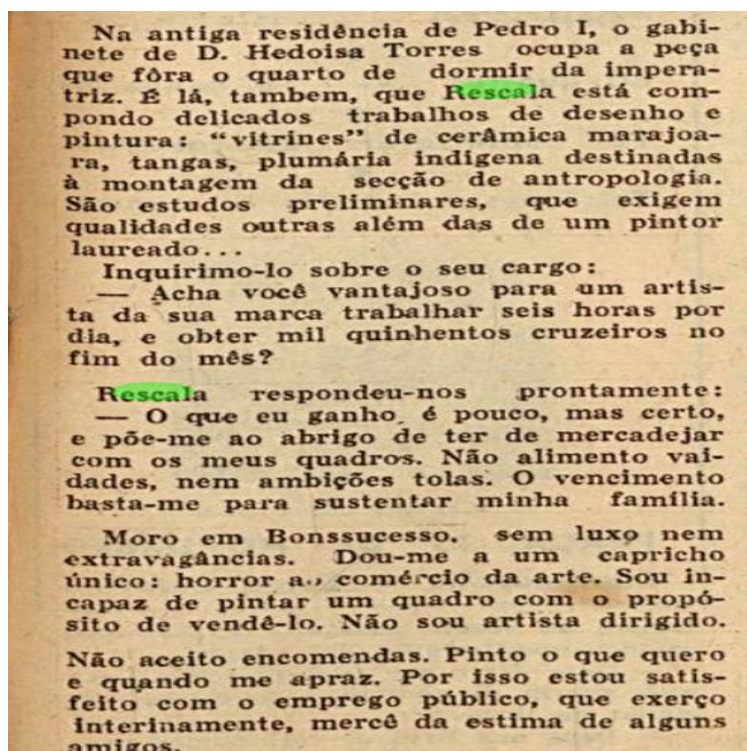 Na antiga residência de Pedro I, o gabi-
nete de D. Hedoisa Torres ocupa a peça
que fôra o quarto de dormir da impera-
triz. É lá, tambem, que Rescala está com-
pondo delicados trabalhos de desenho e
pintura: “vitrines” de cerâmica marajoa-
ra, tangas, plumária indigena destinadas
à montagem da secção de antropologia.
São estudos preliminares, que exigem
qualidades outras além das de um pintor
laureado...
Inquirimo-lo sobre o seu cargo:
— Acha você vantajoso para um artis-
ta da sua marca trabalhar seis horas por
dia, e obter mil quinhentos cruzeiros no
fim do mês?
Rescala respondeu-nos prontamente:
— O que eu ganho, é pouco, mas certo,
e põe-me ao abrigo de ter de mercadejar
com os meus quadros. Não alimento vai-
dades, nem ambições tolas. O vencimento
basta-me para sustentar minha família.
Moro em Bonssucesso, sem luxo nem
extravagâncias. Dou-me a um capricho
único: horror ao comércio da arte. Sou in-
capaz de pintar um quadro com o propó-
sito de vendê-lo. Não sou artista dirigido.
Não aceito encomendas. Pinto o que quero
e quando me apraz. Por isso estou satis-
feito com o emprego público, que exerço
interinamente, mercê da estima de alguns
amigos.